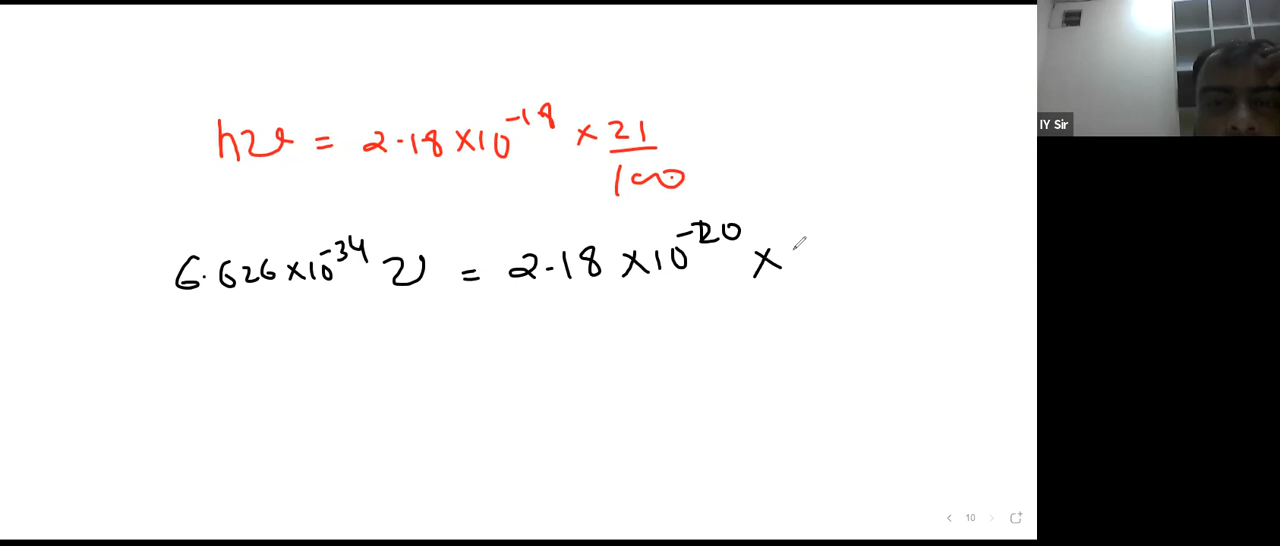 hν = 2.18 ×10⁻¹⁸ × 21/100
6.626 ×10⁻³⁴ ν = 2.18 ×10⁻²⁰ ×
IY Sir
10